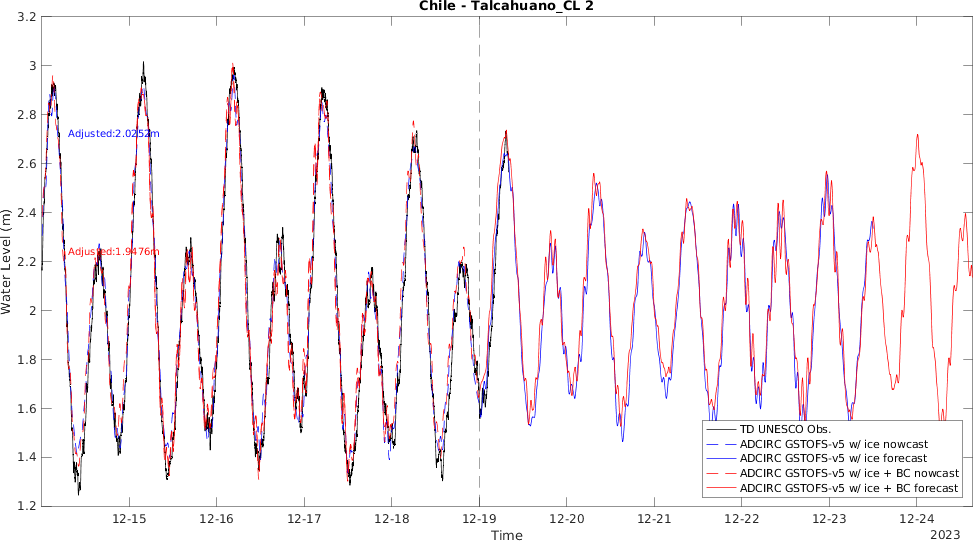 Chile - Talcahuano_CL 2
3.2
3
2.8
2.6
2.4
2.2
2
1.8
1.6
1.4
1.2
Water Level (m)
Adjusted:2.0252m
Adjusted:1.9476m
TD UNESCO Obs.
ADCIRC GSTOFS-v5 w/ ice nowcast
ADCIRC GSTOFS-v5 w/ ice forecast
ADCIRC GSTOFS-v5 w/ ice + BC nowcast
ADCIRC GSTOFS-v5 w/ ice + BC forecast
12-15 12-16 12-17 12-18 12-19 12-20 12-21 12-22 12-23 12-24
Time
2023